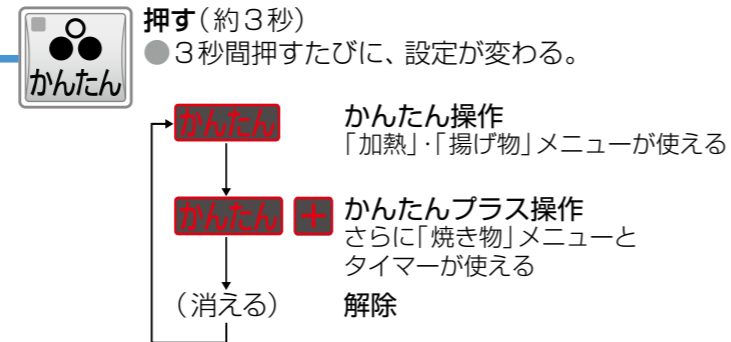 かんたん
押す(約3秒)
●3秒間押すたびに、設定が変わる。
かんたん
かんたん操作
「加熱」・「揚げ物」メニューが使える
かんたん +
かんたんプラス操作
さらに「焼き物」メニューと
タイマーが使える
(消える)
解除